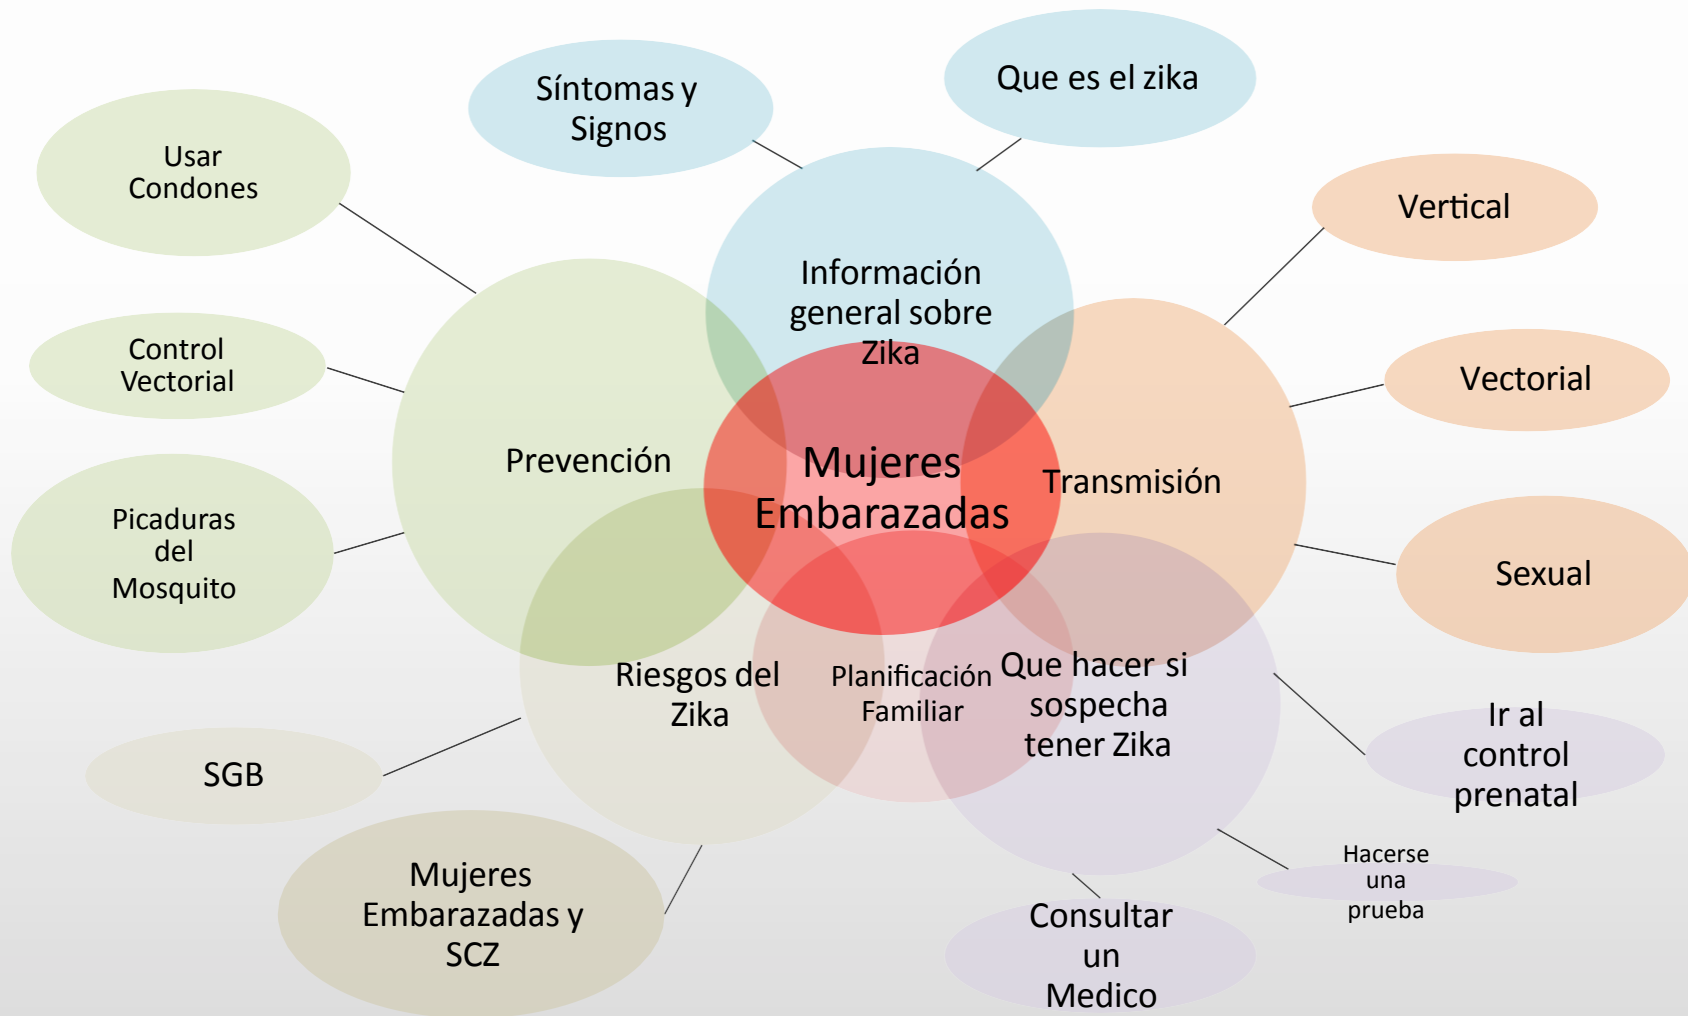 Que es el zika
Síntomas y
Signos
Usar
Condones
Vertical
Információn
general sobre
Zika
Control
Vectorial
Vectorial
Prevención
Mujeres
Embarazadas
Transmisión
Picaduras
del
Mosquito
Sexual
Riesgos del
Zika
Planificación
Familiar
Que hacer si
sospecha
tener Zika
Ir al
control
prenatal
SGB
Hacerse
una
prueba
Mujeres
Embarazadas y
SCZ
Consultar
un
Medico